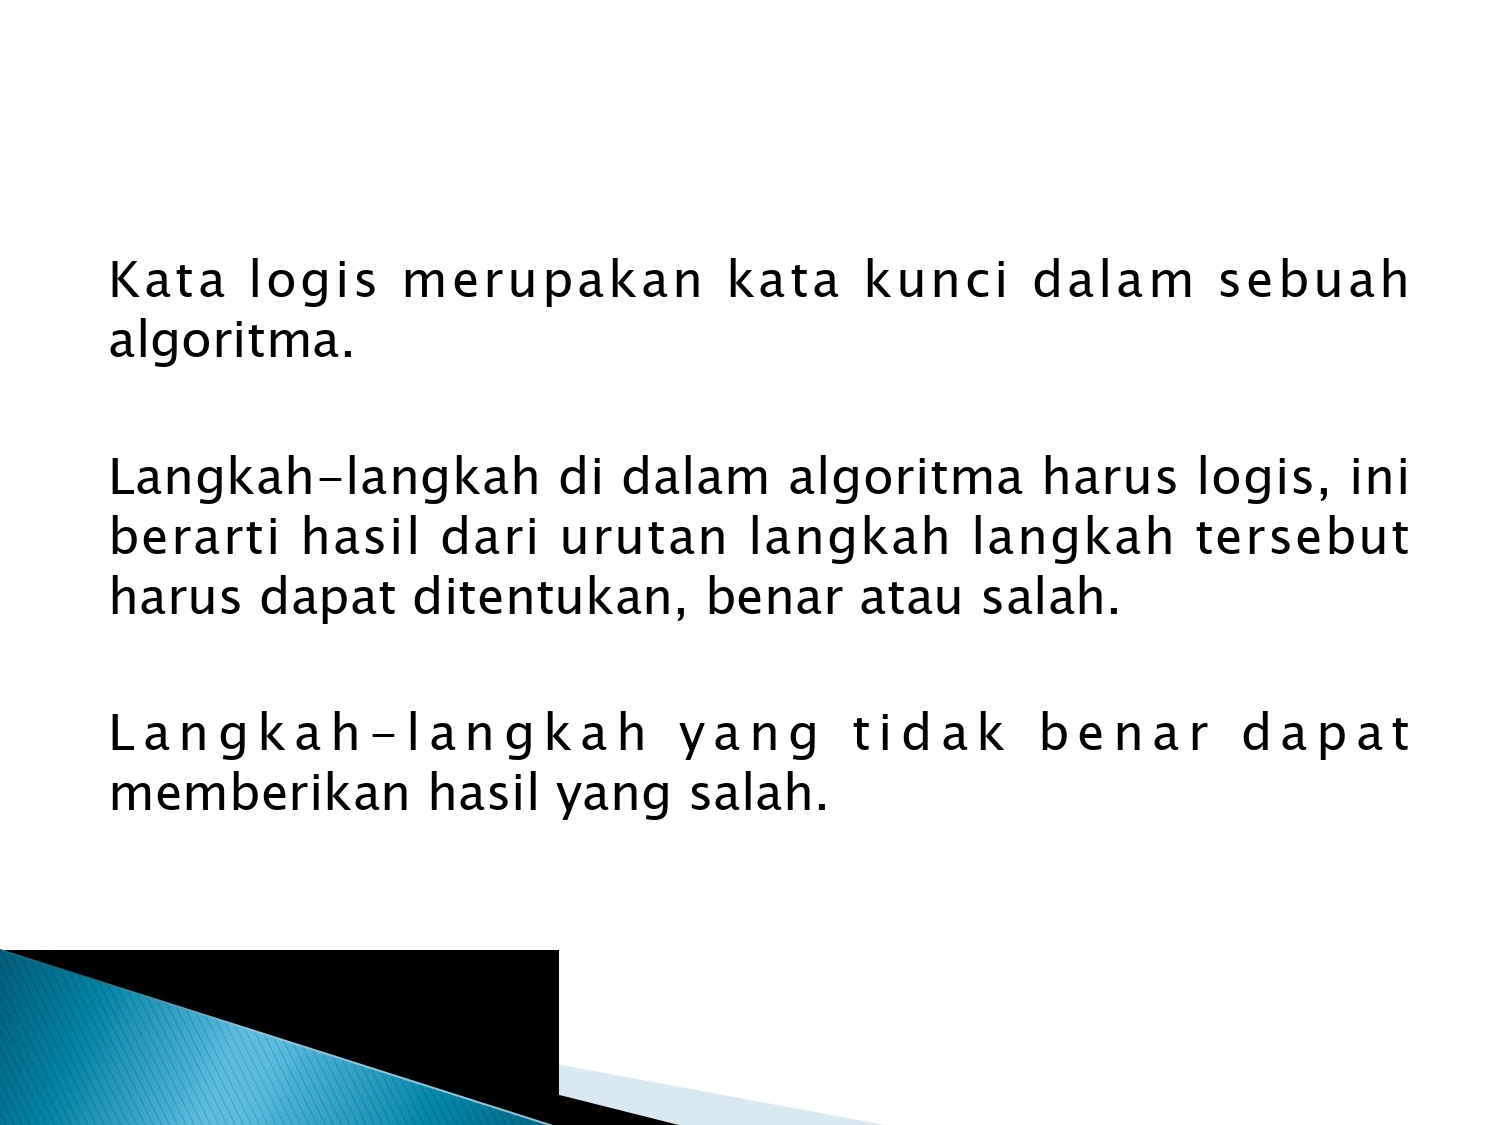 Kata logis merupakan kata kunci dalam sebuah
algoritma.
Langkah-langkah di dalam algoritma harus logis, ini
berarti hasil dari urutan langkah langkah tersebut
harus dapat ditentukan, benar atau salah.
Langkah-langkah yang tidak benar dapat
memberikan hasil yang salah.